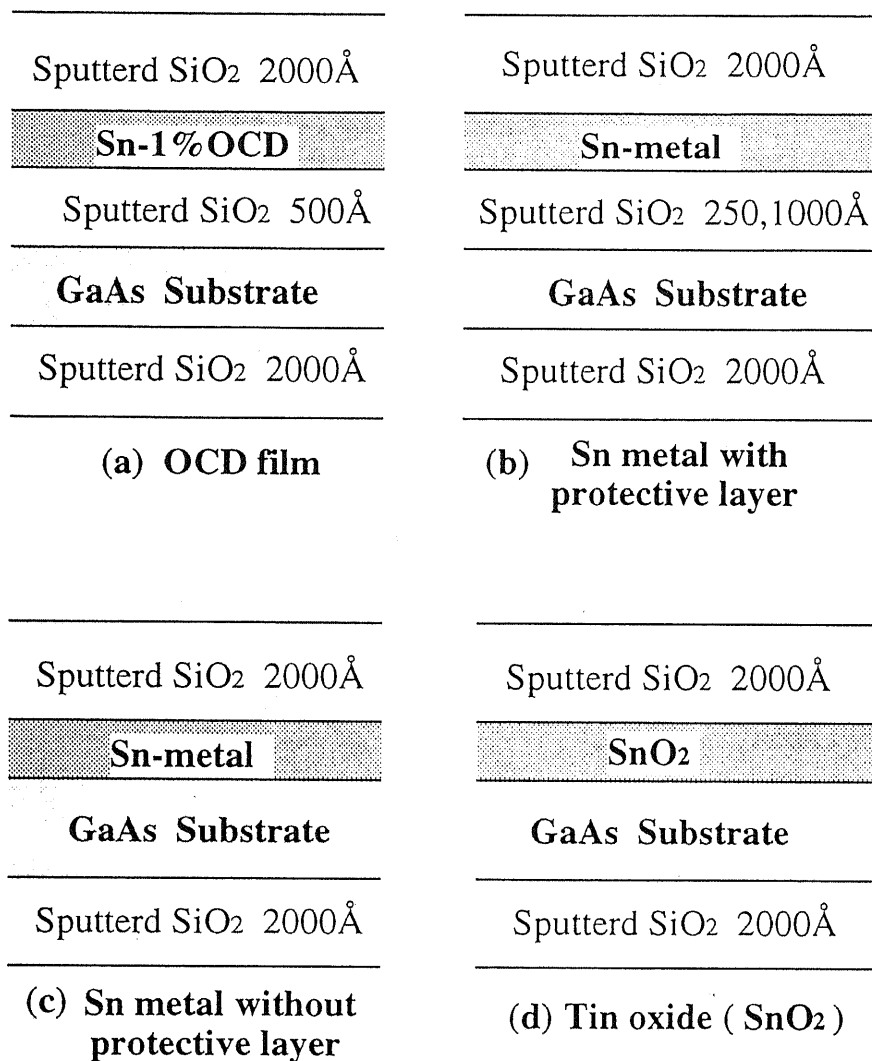 Sputterd SiO2 2000Å
Sn-1%OCD
Sputterd SiO2 500Å
GaAs Substrate
Sputterd SiO2 2000Å
(a) OCD film
Sputterd SiO2 2000Å
Sn-metal
Sputterd SiO2 250,1000Å
GaAs Substrate
Sputterd SiO2 2000Å
(b) Sn metal with
protective layer
Sputterd SiO2 2000Å
Sn-metal
GaAs Substrate
Sputterd SiO2 2000Å
(c) Sn metal without
protective layer
Sputterd SiO2 2000Å
SnO2
GaAs Substrate
Sputterd SiO2 2000Å
(d) Tin oxide ( SnO2 )